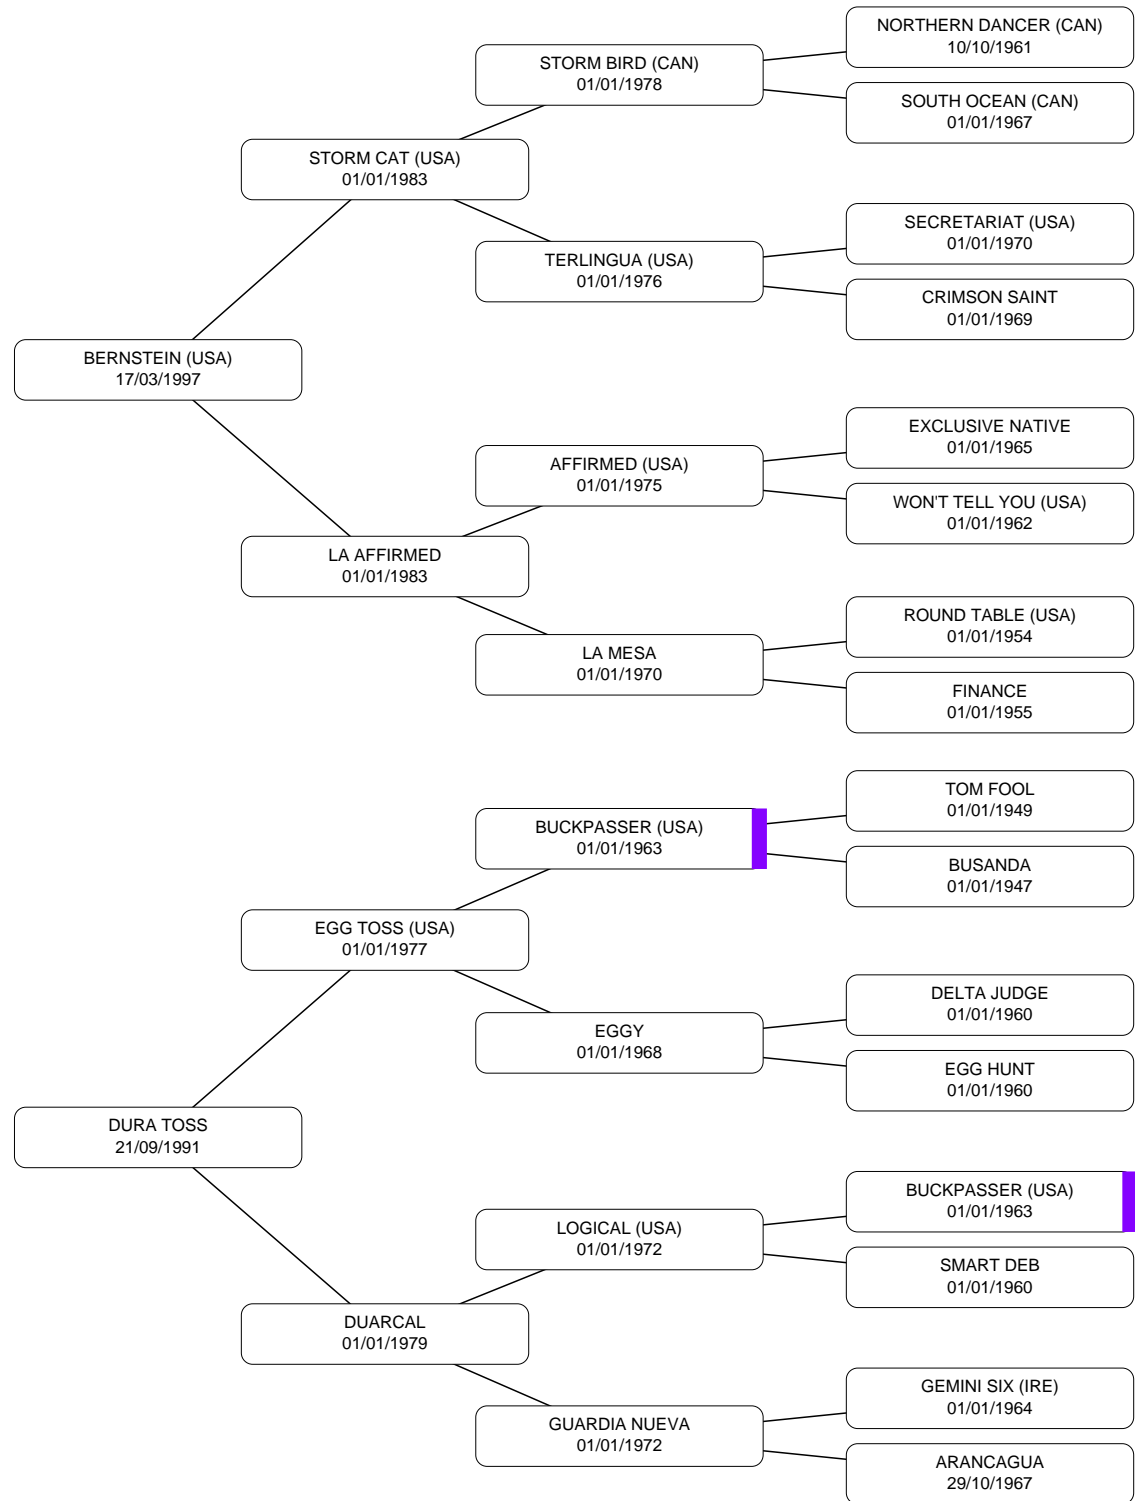 NORTHERN DANCER (CAN)
10/10/1961
STORM BIRD (CAN)
01/01/1978
SOUTH OCEAN (CAN)
01/01/1967
STORM CAT (USA)
01/01/1983
SECRETARIAT (USA)
01/01/1970
TERLINGUA (USA)
01/01/1976
CRIMSON SAINT
01/01/1969
BERNSTEIN (USA)
17/03/1997
EXCLUSIVE NATIVE
01/01/1965
AFFIRMED (USA)
01/01/1975
WON'T TELL YOU (USA)
01/01/1962
LA AFFIRMED
01/01/1983
ROUND TABLE (USA)
01/01/1954
LA MESA
01/01/1970
FINANCE
01/01/1955
TOM FOOL
01/01/1949
BUCKPASSER (USA)
01/01/1963
BUSANDA
01/01/1947
EGG TOSS (USA)
01/01/1977
DELTA JUDGE
01/01/1960
EGGY
01/01/1968
EGG HUNT
01/01/1960
DURA TOSS
21/09/1991
BUCKPASSER (USA)
01/01/1963
LOGICAL (USA)
01/01/1972
SMART DEB
01/01/1960
DUARCAL
01/01/1979
GEMINI SIX (IRE)
01/01/1964
GUARDIA NUEVA
01/01/1972
ARANCAGUA
29/10/1967